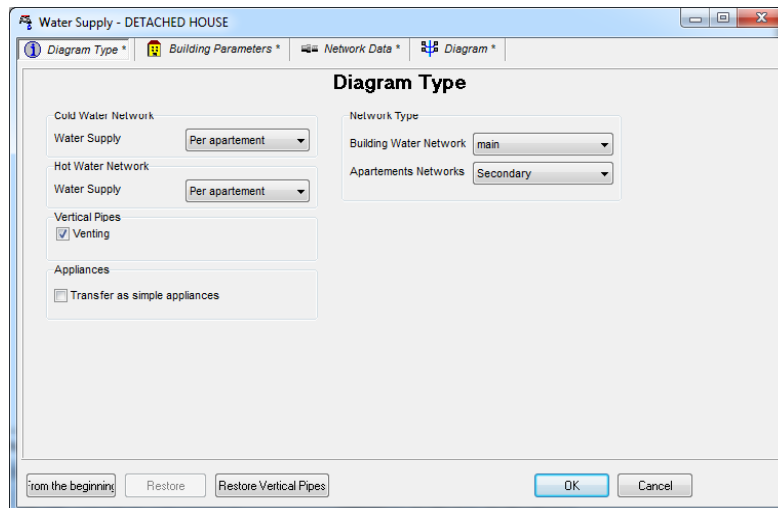 Water Supply - DETACHED HOUSE
Diagram Type * Building Parameters * Network Data * Diagram *
Diagram Type
Cold Water Network
Water Supply Per apartement
Hot Water Network
Water Supply Per apartement
Vertical Pipes
Venting
Appliances
Transfer as simple appliances
Network Type
Building Water Network main
Apartements Networks Secondary
From the beginning Restore Restore Vertical Pipes OK Cancel